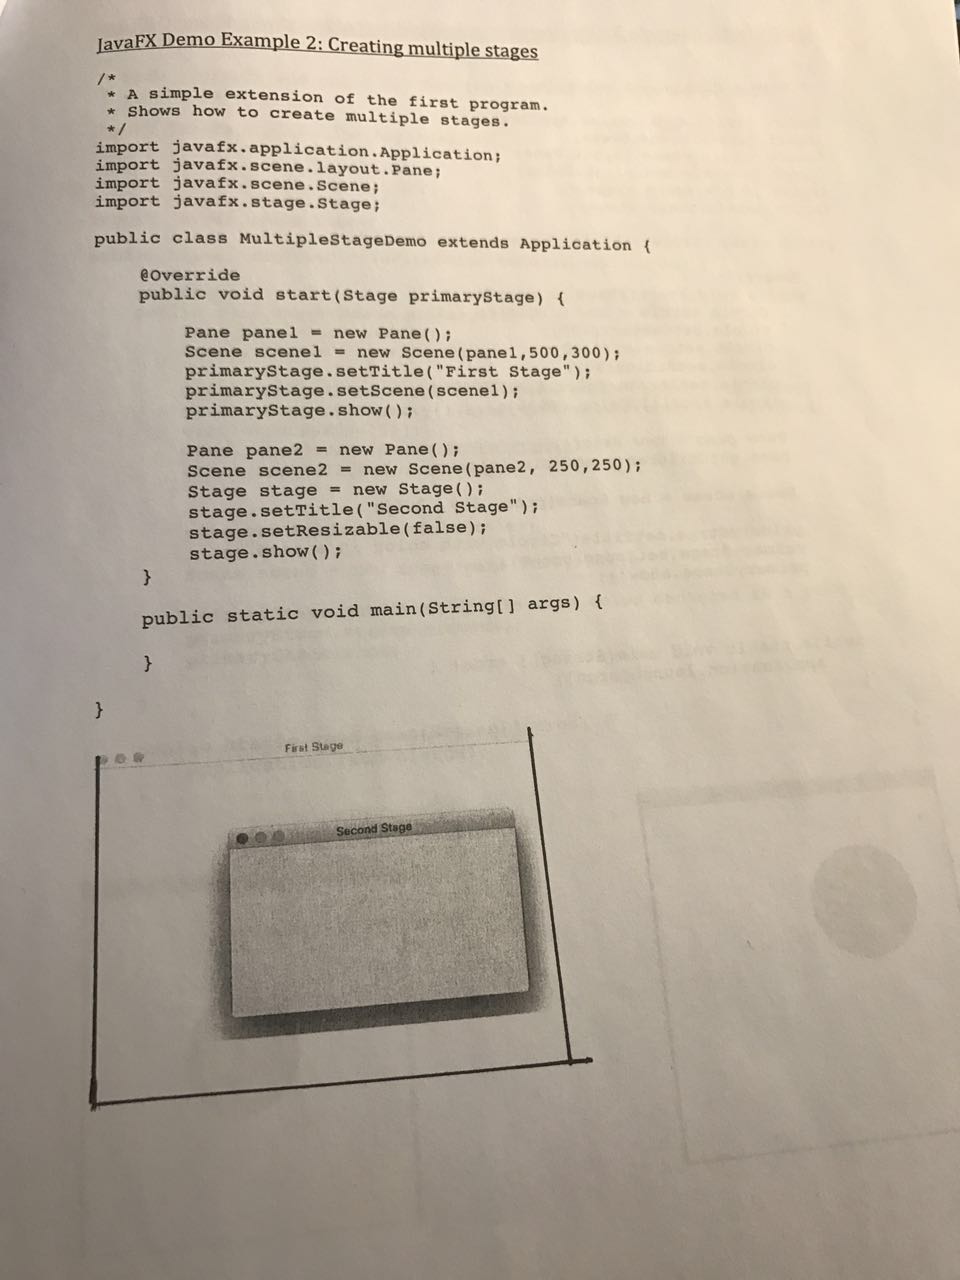 JavaFX Demo Example 2: Creating multiple stages
/*
* A simple extension of the first program.
* Shows how to create multiple stages.
*/
import javafx.application.Application;
import javafx.scene.layout.Pane;
import javafx.scene.Scene;
import javafx.stage.Stage;
public class MultipleStageDemo extends Application {
@Override
public void start(Stage primaryStage) {
Pane pane1 = new Pane();
Scene scene1 = new Scene(pane1,500,300);
primaryStage.setTitle("First Stage");
primaryStage.setScene(scene1);
primaryStage.show();
Pane pane2 = new Pane();
Scene scene2 = new Scene(pane2, 250,250);
Stage stage = new Stage();
stage.setTitle("Second Stage");
stage.setResizable(false);
stage.show();
}
public static void main(String[] args) {
}
}
First Stage
Second Stage